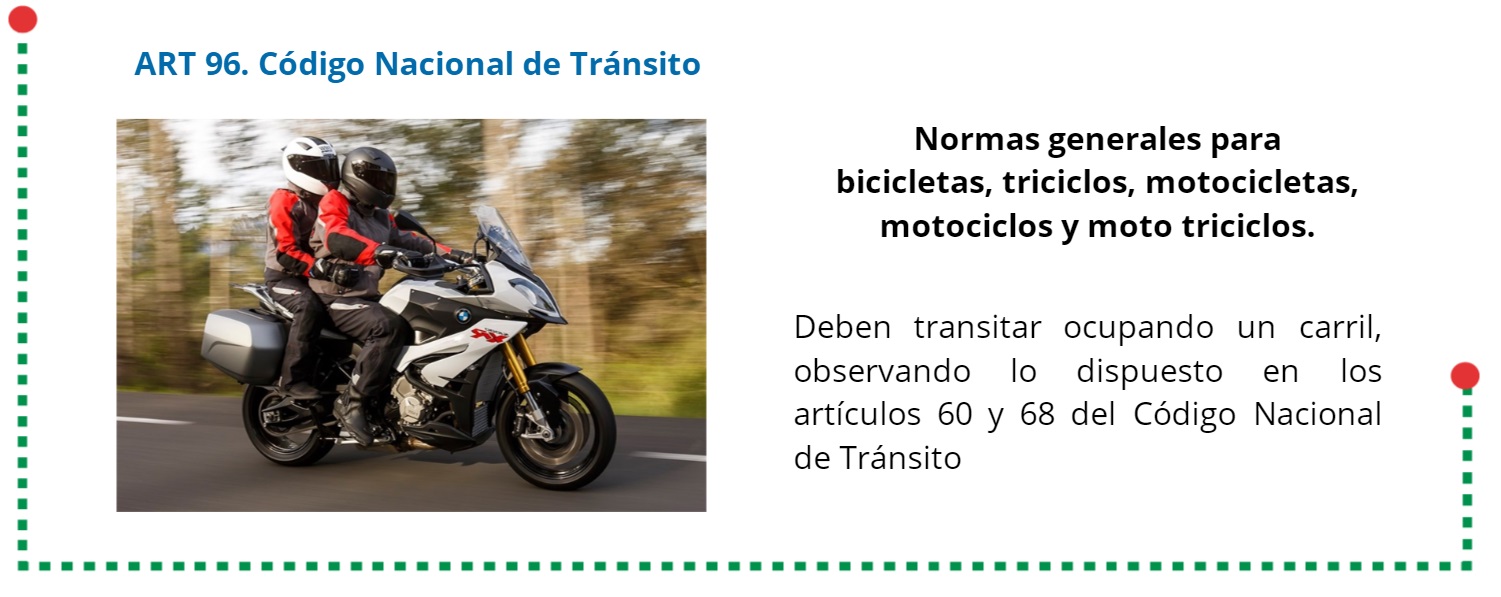 ART 96. Código Nacional de Tránsito
Normas generales para
bicicletas, triciclos, motocicletas,
motociclos y moto triciclos.
Deben transitar ocupando un carril,
observando lo dispuesto en los
artículos 60 y 68 del Código Nacional
de Tránsito